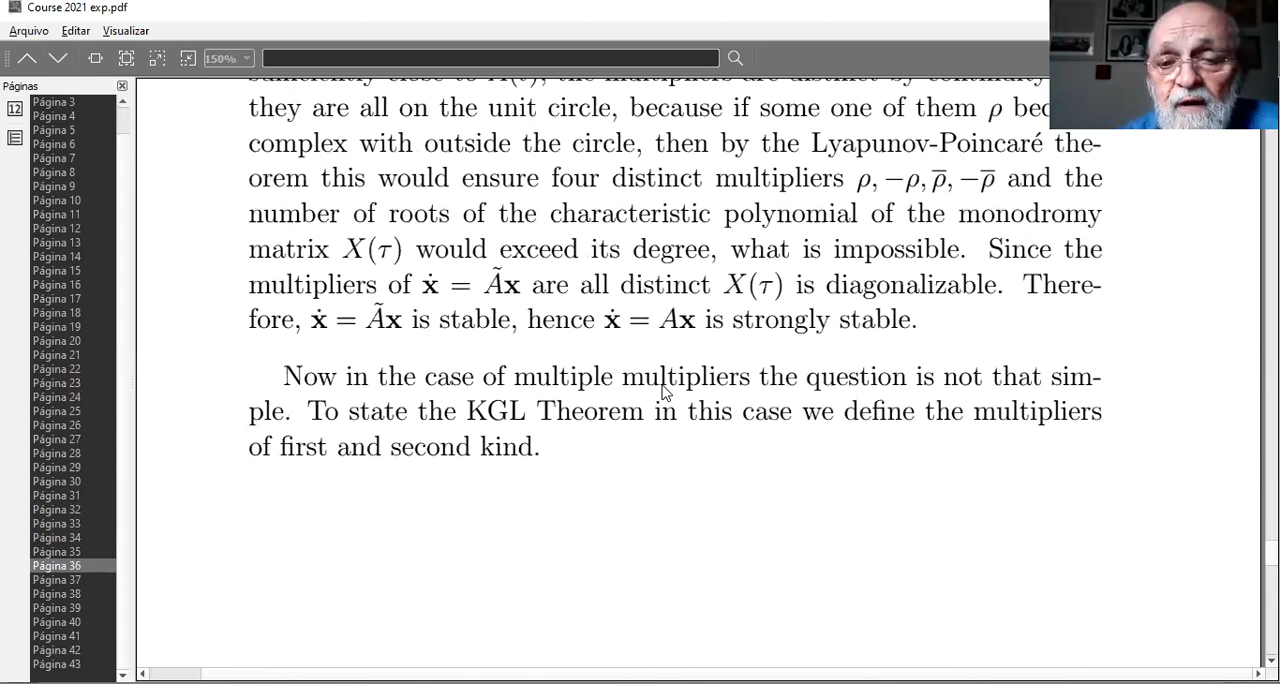 Course 2021 exp.pdf
Arquivo Editar Visualizar
150%
Páginas
12
Página 3
Página 4
Página 5
Página 6
Página 7
Página 8
Página 9
Página 10
Página 11
Página 12
Página 13
Página 14
Página 15
Página 16
Página 17
Página 18
Página 19
Página 20
Página 21
Página 22
Página 23
Página 24
Página 25
Página 26
Página 27
Página 28
Página 29
Página 30
Página 31
Página 32
Página 33
Página 34
Página 35
Página 36
Página 37
Página 38
Página 39
Página 40
Página 41
Página 42
Página 43
they are all on the unit circle, because if some one of them ρ
complex with outside the circle, then by the Lyapunov-Poincaré the-
orem this would ensure four distinct multipliers ρ, −ρ, ρ̅, −ρ̅ and the
number of roots of the characteristic polynomial of the monodromy
matrix X(τ) would exceed its degree, what is impossible. Since the
multipliers of ẋ = Ãx are all distinct X(τ) is diagonalizable. There-
fore, ẋ = Ãx is stable, hence ẋ = Ax is strongly stable.
Now in the case of multiple multipliers the question is not that sim-
ple. To state the KGL Theorem in this case we define the multipliers
of first and second kind.